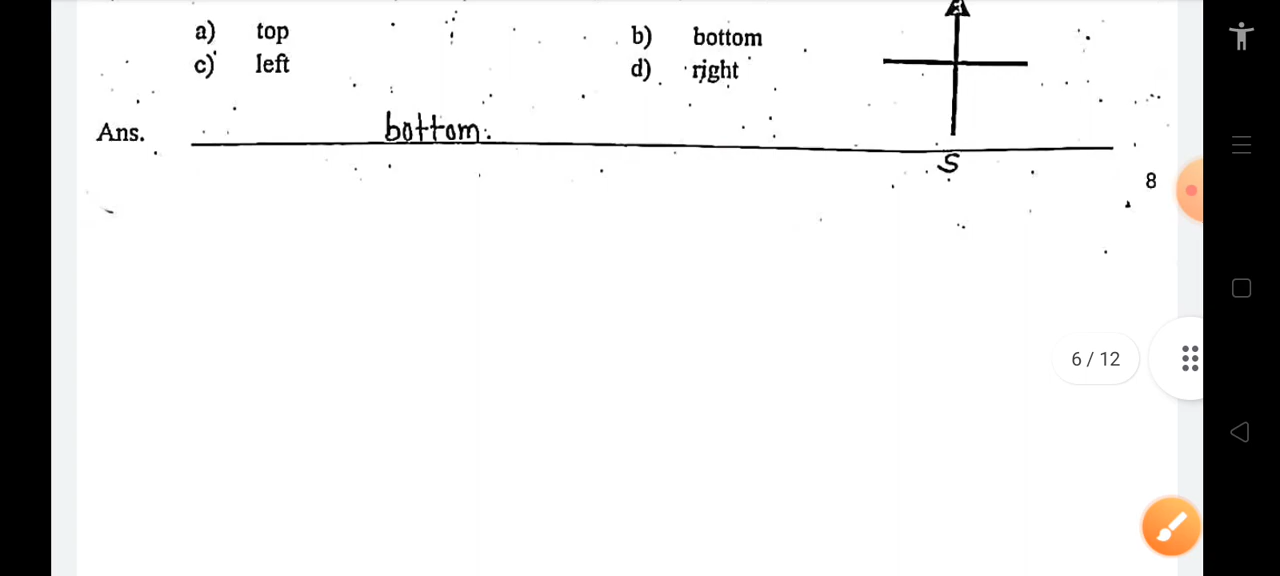 a) top b) bottom
c) left d) right
Ans. bottom.
S
8
6 / 12